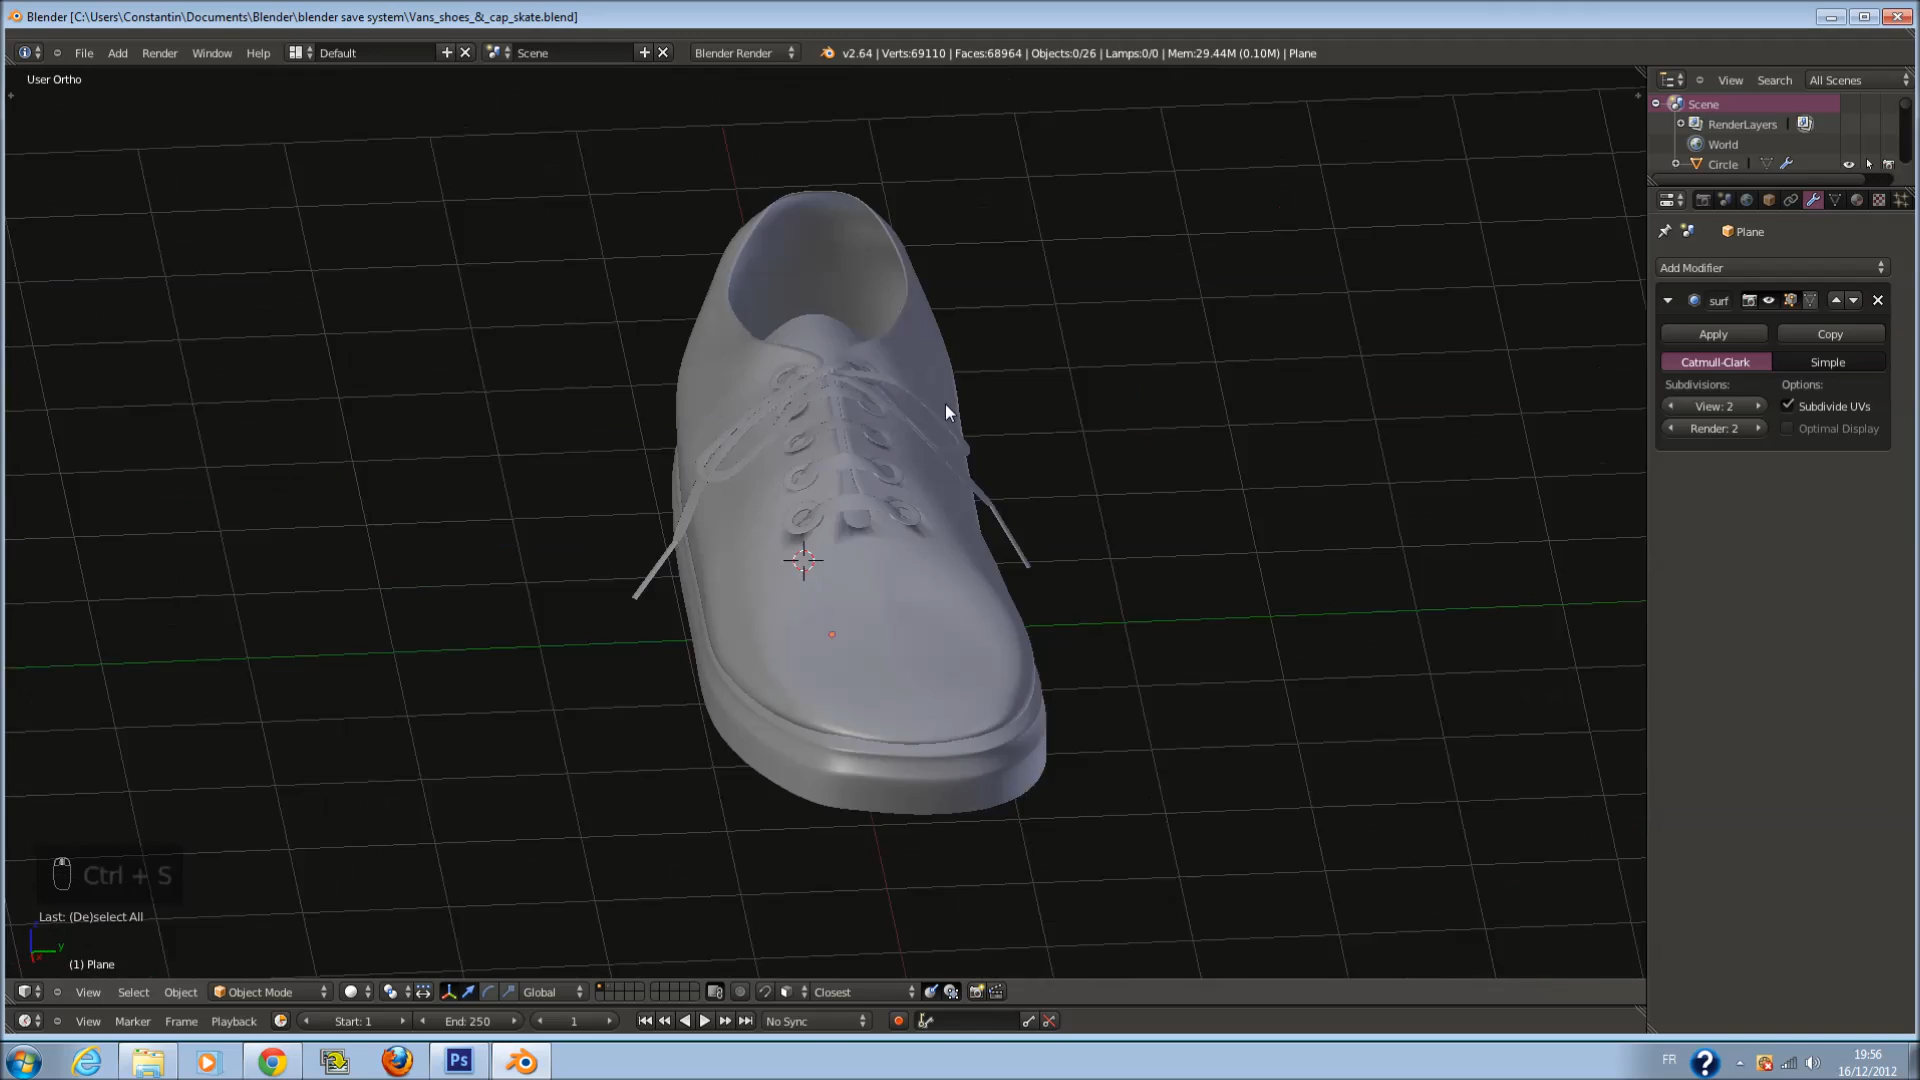 Blender [C:\Users\Constantin\Documents\Blender\blender save system\Vans_shoes_&_cap_skate.blend]
File Add Render Window Help Default Scene Blender Render v2.64 | Verts:69110 | Faces:68964 | Objects:0/26 | Lamps:0/0 | Mem:29.44M (0.10M) | Plane
User Ortho
View Search All Scenes
Scene
RenderLayers
World
Circle
Plane
Add Modifier
surf
Apply Copy
Catmull-Clark Simple
Subdivisions: Options:
View: 2 Subdivide UVs
Render: 2 Optimal Display
Ctrl + S
Last: (De)select All
z
y
x
(1) Plane
View Select Object Object Mode Global Closest
View Marker Frame Playback Start: 1 End: 250 1 No Sync
Ps FR ? 19:56
16/12/2012